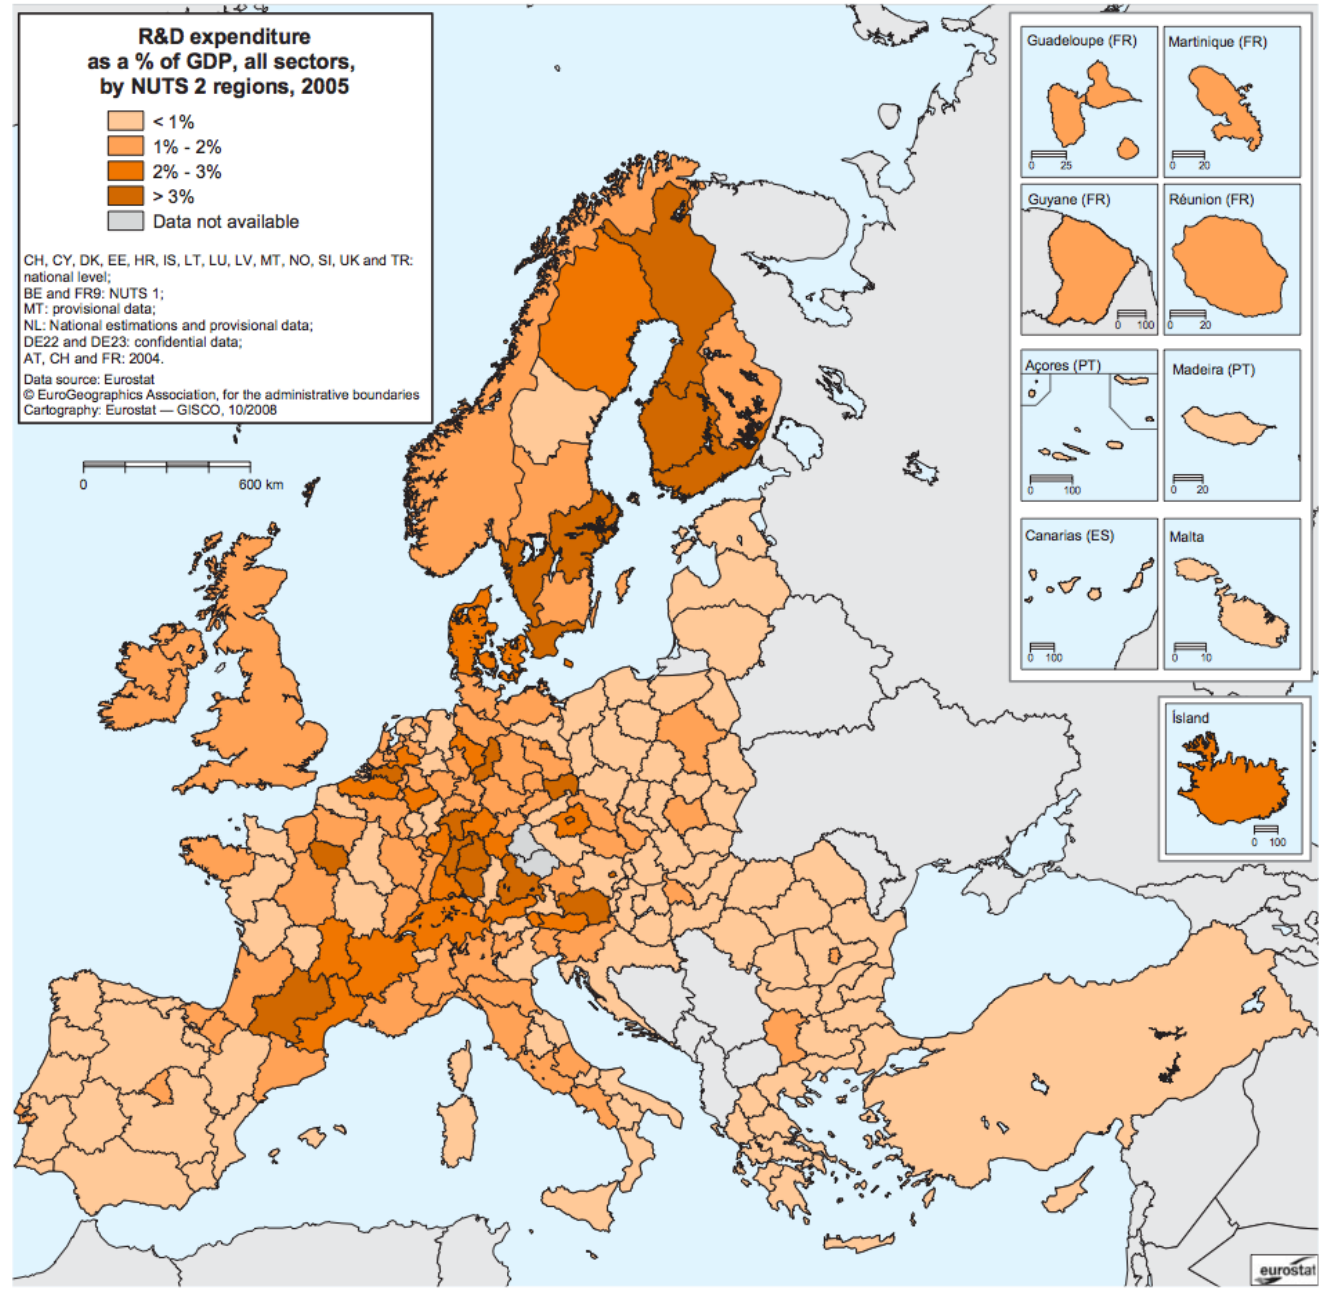 R&D expenditure
as a % of GDP, all sectors,
by NUTS 2 regions, 2005
< 1%
1% - 2%
2% - 3%
> 3%
Data not available
CH, CY, DK, EE, HR, IS, LT, LU, LV, MT, NO, SI, UK and TR:
national level;
BE and FR9: NUTS 1;
MT: provisional data;
NL: National estimations and provisional data;
DE22 and DE23: confidential data;
AT, CH and FR: 2004.
Data source: Eurostat
© EuroGeographics Association, for the administrative boundaries
Cartography: Eurostat — GISCO, 10/2008
0 600 km
Guadeloupe (FR)
0 25
Martinique (FR)
0 20
Guyane (FR)
0 100
Réunion (FR)
0 20
Açores (PT)
0 100
Madeira (PT)
0 20
Canarias (ES)
0 100
Malta
0 10
Ísland
0 100
eurostat